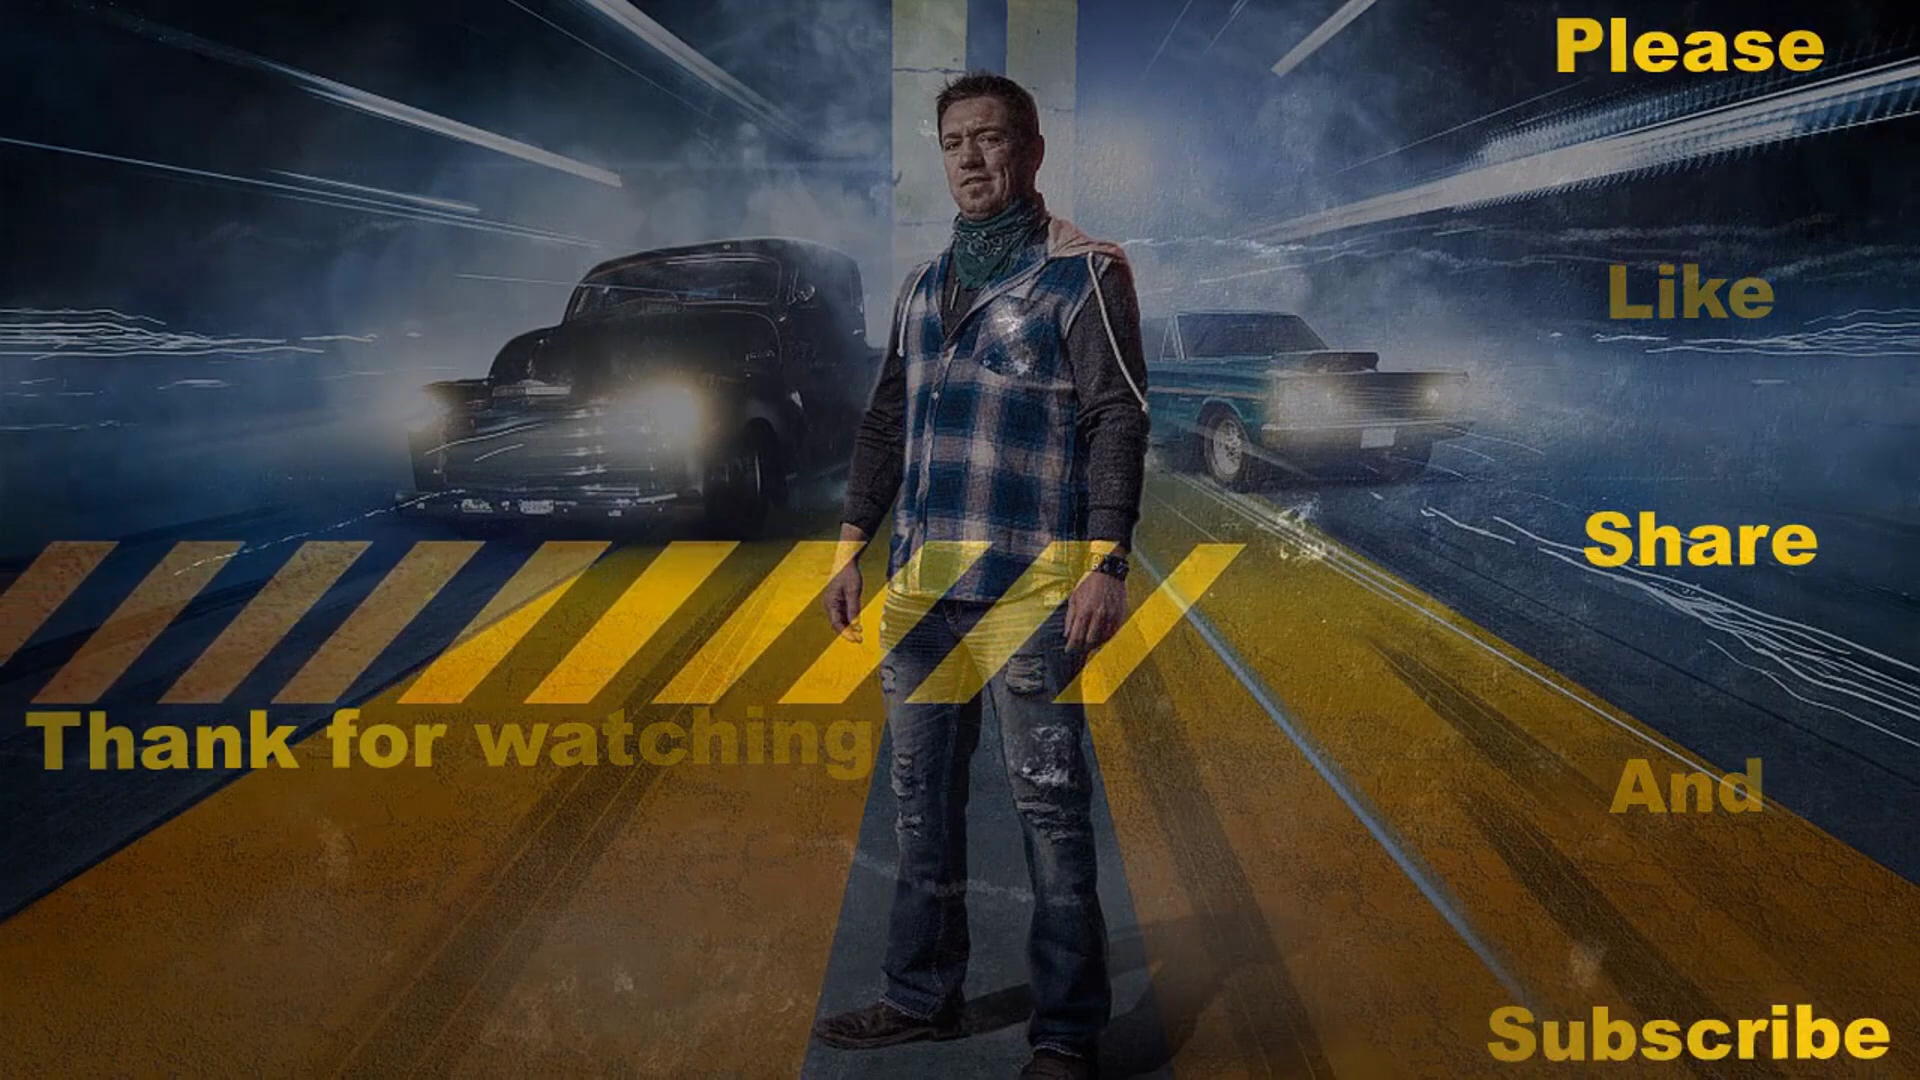 Please
Like
Share
Thank for watching
And
Subscribe